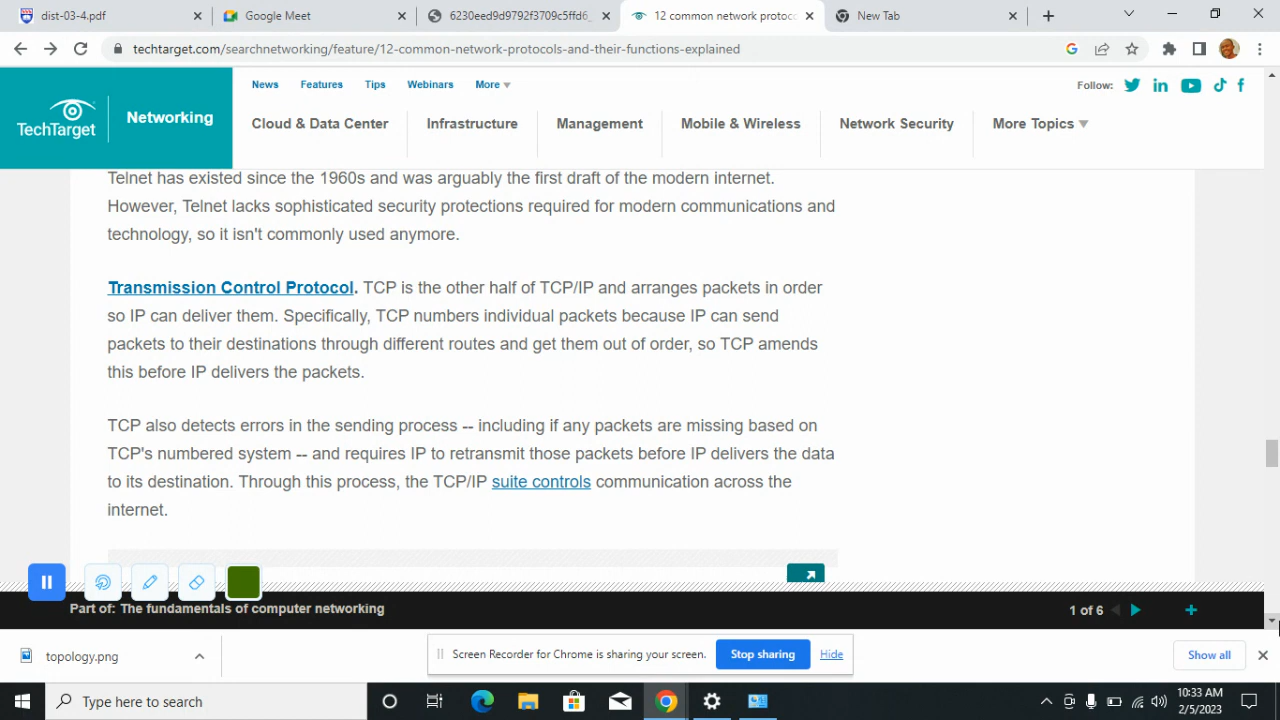 dist-03-4.pdf
Google Meet
6230eed0d9792f3709c5ffd6_
12 common network protoc
New Tab
techtarget.com/searchnetworking/feature/12-common-network-protocols-and-their-functions-explained
TechTarget
Networking
News Features Tips Webinars More
Follow:
Cloud & Data Center Infrastructure Management Mobile & Wireless Network Security More Topics
Telnet has existed since the 1960s and was arguably the first draft of the modern internet.
However, Telnet lacks sophisticated security protections required for modern communications and
technology, so it isn't commonly used anymore.
Transmission Control Protocol. TCP is the other half of TCP/IP and arranges packets in order
so IP can deliver them. Specifically, TCP numbers individual packets because IP can send
packets to their destinations through different routes and get them out of order, so TCP amends
this before IP delivers the packets.
TCP also detects errors in the sending process -- including if any packets are missing based on
TCP's numbered system -- and requires IP to retransmit those packets before IP delivers the data
to its destination. Through this process, the TCP/IP suite controls communication across the
internet.
Part of: The fundamentals of computer networking
1 of 6
topology.png
Screen Recorder for Chrome is sharing your screen.
Stop sharing
Hide
Show all
Type here to search
10:33 AM
2/5/2023